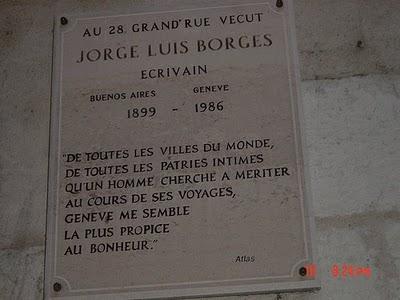 AU 28. GRAND'RUE VECUT
JORGE LUIS BORGES
ECRIVAIN
BUENOS AIRES GENEVE
1899 - 1986
"DE TOUTES LES VILLES DU MONDE,
DE TOUTES LES PATRIES INTIMES
QU'UN HOMME CHERCHE A MERITER
AU COURS DE SES VOYAGES,
GENEVE ME SEMBLE
LA PLUS PROPICE
AU BONHEUR."
Atlas